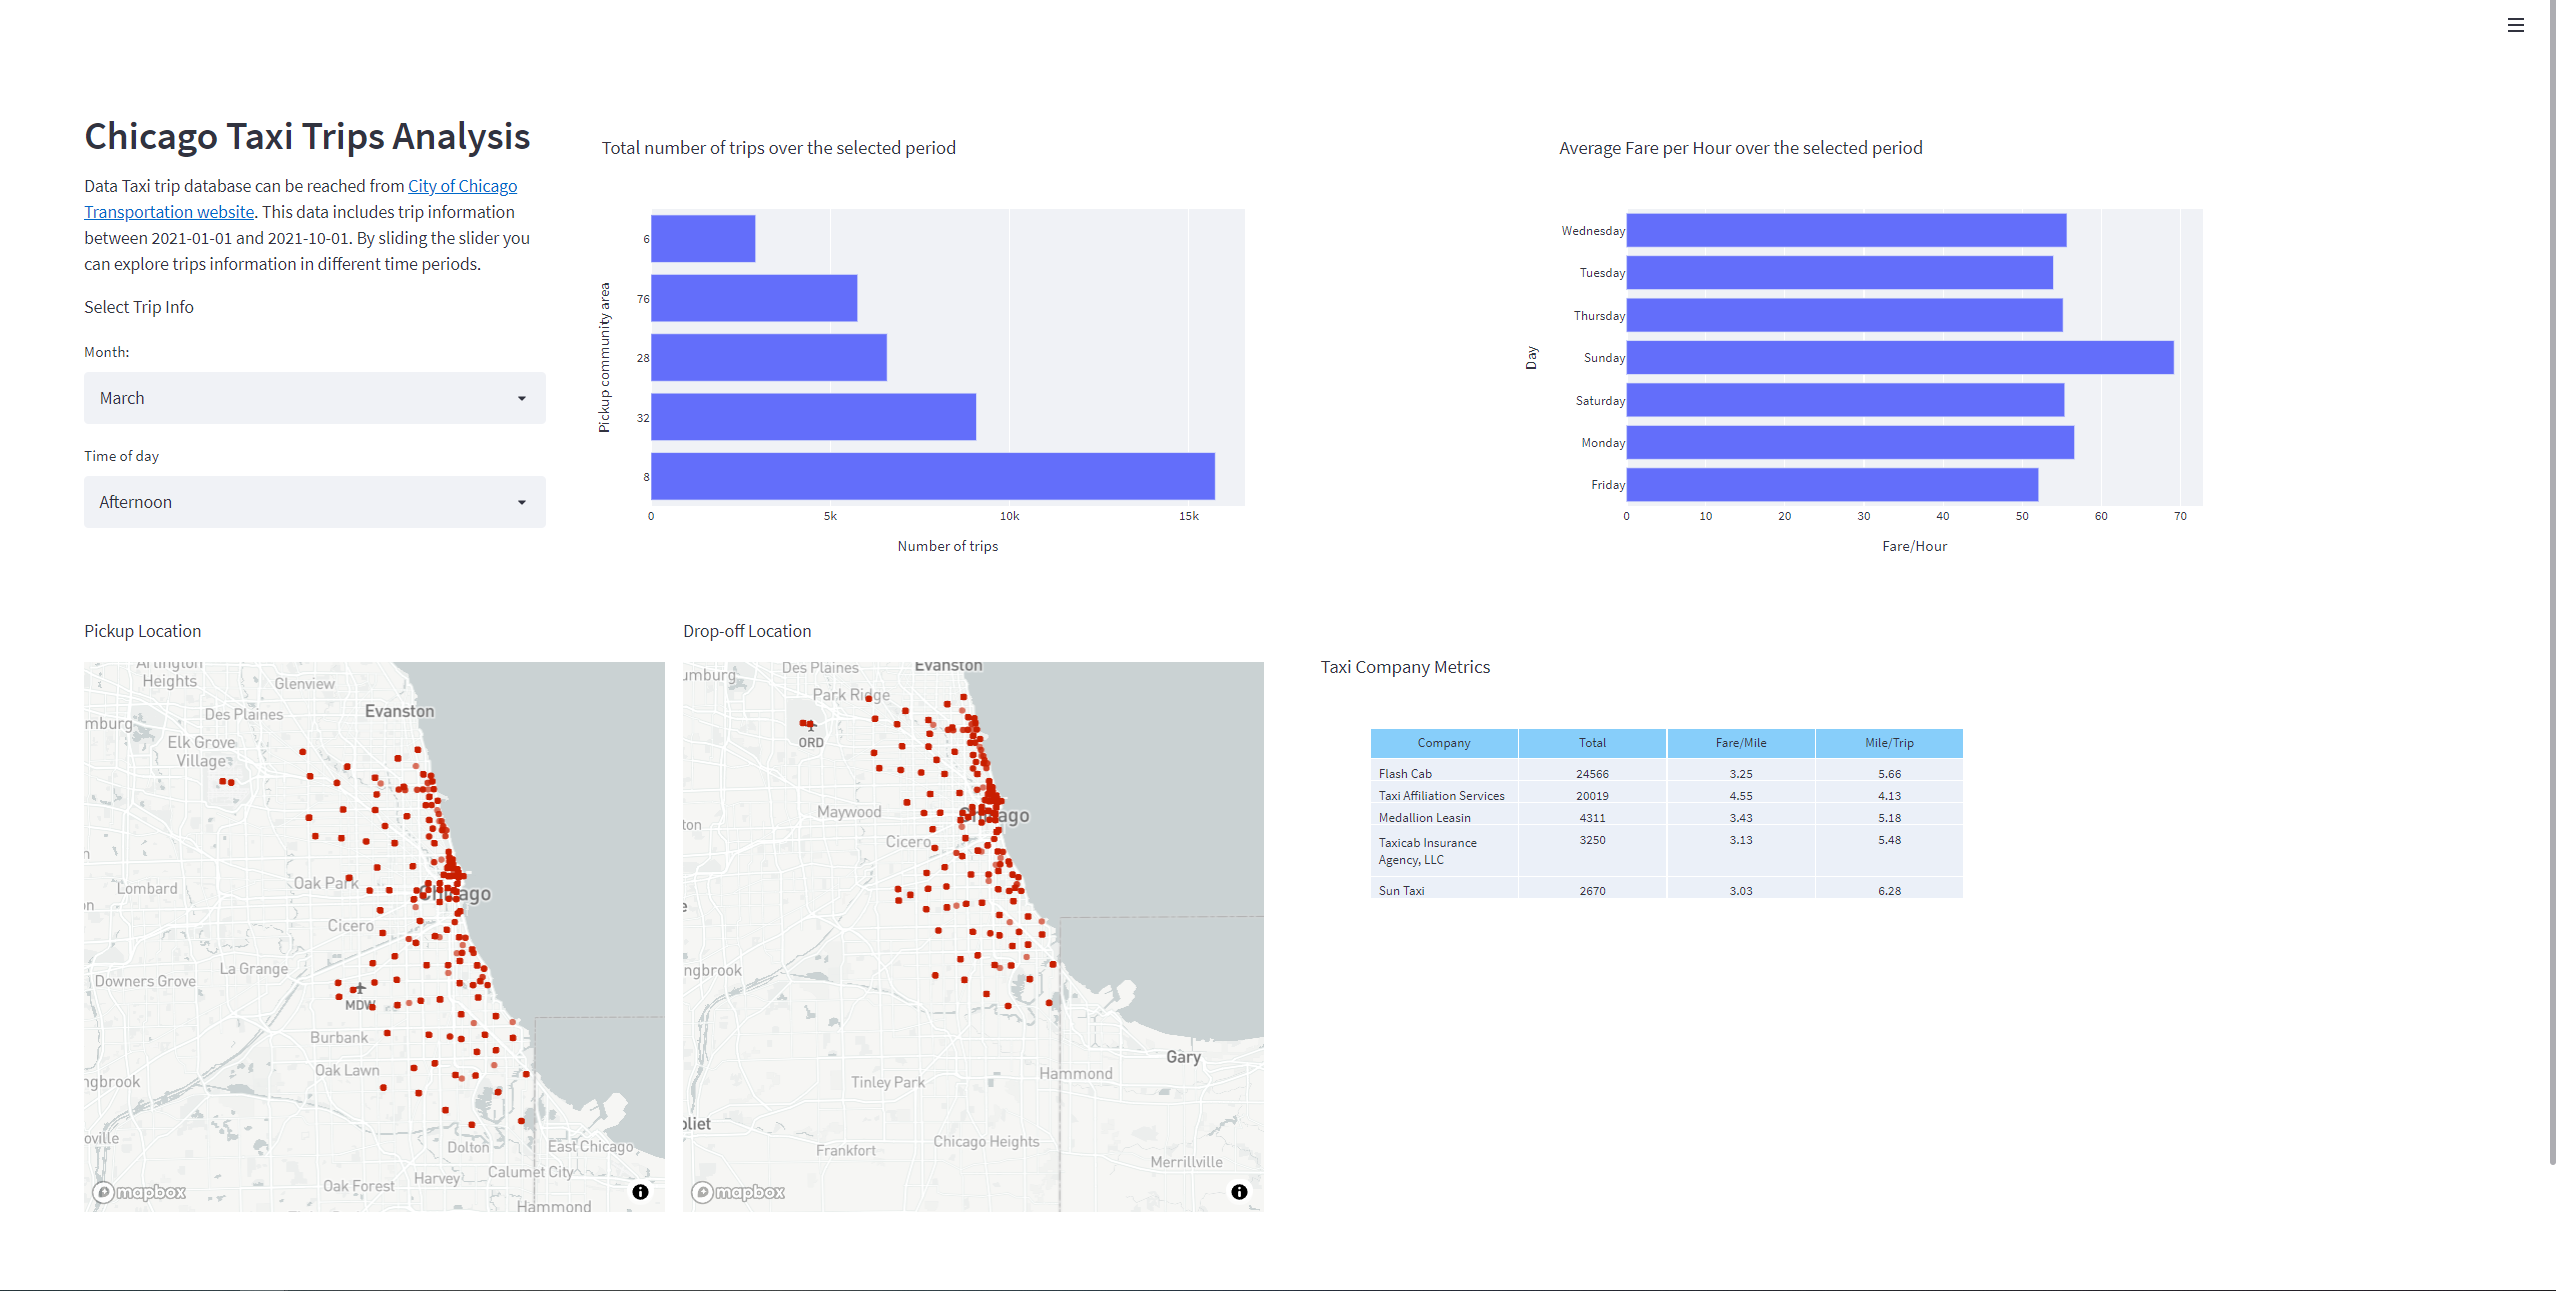 Chicago Taxi Trips Analysis
Data Taxi trip database can be reached from City of Chicago
Transportation website. This data includes trip information
between 2021-01-01 and 2021-10-01. By sliding the slider you
can explore trips information in different time periods.
Select Trip Info
Month:
March
Time of day
Afternoon
Total number of trips over the selected period
Pickup community area
6
76
28
32
8
0 5k 10k 15k
Number of trips
Average Fare per Hour over the selected period
Day
Wednesday
Tuesday
Thursday
Sunday
Saturday
Monday
Friday
0 10 20 30 40 50 60 70
Fare/Hour
Pickup Location
Arlington
Heights
Glenview
Des Plaines
Evanston
mburg
Elk Grove
Village
Oak Park
Lombard
Chicago
Cicero
La Grange
Downers Grove
MDW
Burbank
Oak Lawn
ngbrook
oville
Dolton
East Chicago
Calumet City
Harvey
Oak Forest
Hammond
mapbox
Drop-off Location
Des Plaines
Evanston
umburg
Park Ridge
ORD
Maywood
Chicago
ton
Cicero
ngbrook
Gary
Hammond
Tinley Park
oliet
Chicago Heights
Frankfort
Merrillville
mapbox
Taxi Company Metrics
Company Total Fare/Mile Mile/Trip
Flash Cab 24566 3.25 5.66
Taxi Affiliation Services 20019 4.55 4.13
Medallion Leasin 4311 3.43 5.18
Taxicab Insurance 3250 3.13 5.48
Agency, LLC
Sun Taxi 2670 3.03 6.28